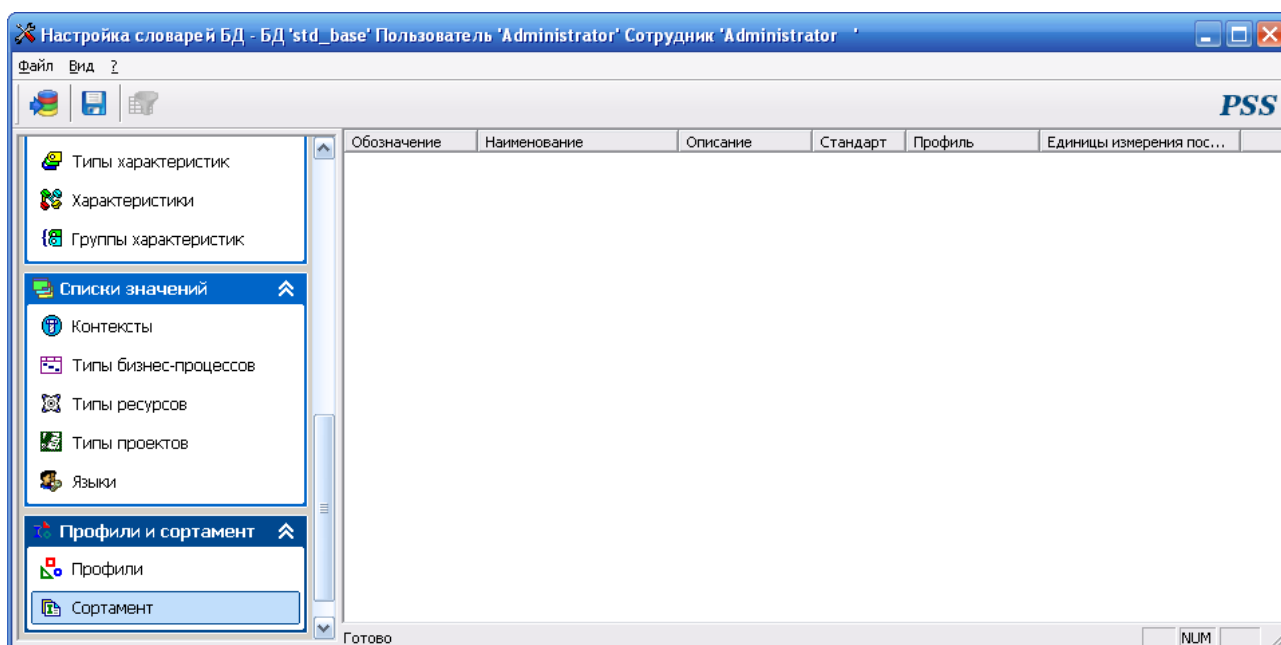 Настройка словарей БД - БД 'std_base' Пользователь 'Administrator' Сотрудник 'Administrator '
Файл Вид ?
PSS
Типы характеристик
Характеристики
Группы характеристик
Списки значений
Контексты
Типы бизнес-процессов
Типы ресурсов
Типы проектов
Языки
Профили и сортамент
Профили
Сортамент
Обозначение Наименование Описание Стандарт Профиль Единицы измерения пос...
Готово NUM